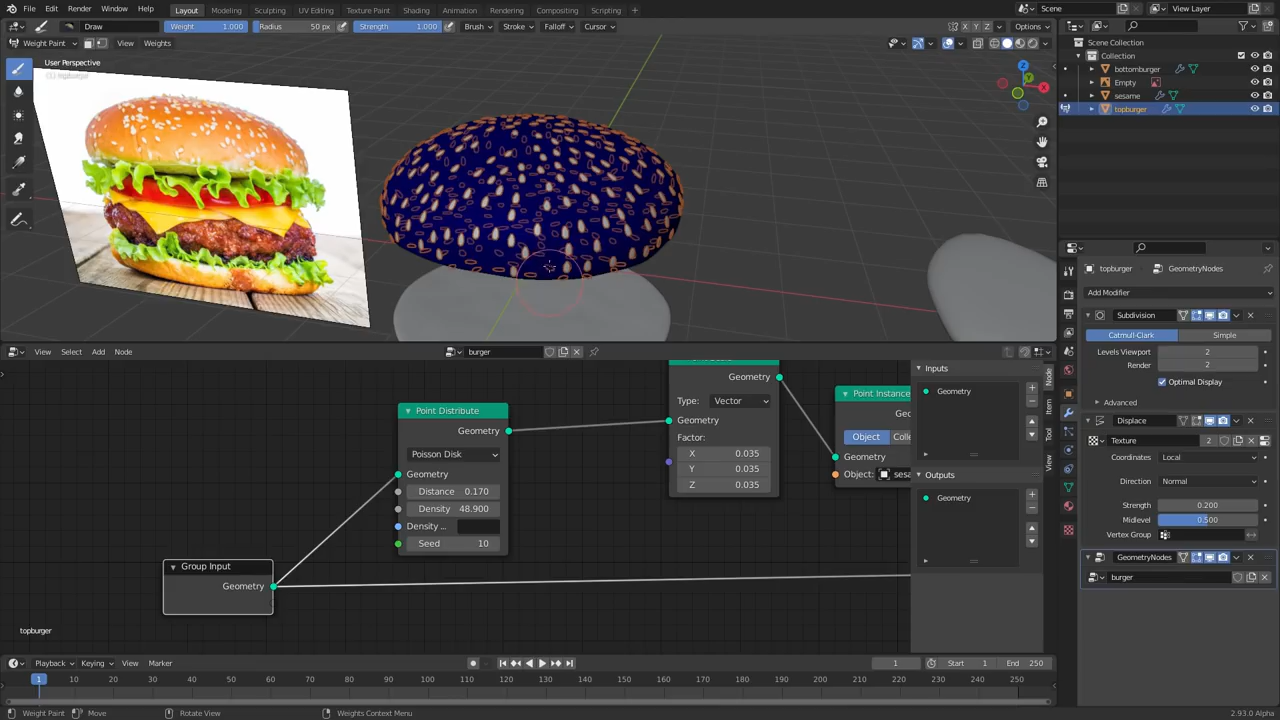 File Edit Render Window Help Layout Modeling Sculpting UV Editing Texture Paint Shading Animation Rendering Compositing Scripting + Scene View Layer
Draw Weight 1.000 Radius 50 px Strength 1.000 Brush Stroke Falloff Cursor X Y Z Options
Weight Paint View Weights
User Perspective
(1) topburger
Z
X
Scene Collection
Collection
bottomburger
Empty
sesame
topburger
View Select Add Node burger
Point Distribute
Geometry
Poisson Disk
Geometry
Distance 0.170
Density 48.900
Density ...
Seed 10
Group Input
Geometry
Geometry
Type: Vector
Geometry
Factor:
X 0.035
Y 0.035
Z 0.035
Point Instance
Object
Geometry
Object:
Inputs
Geometry
Outputs
Geometry
Node
Item
Tool
View
topburger
topburger GeometryNodes
Add Modifier
Subdivision
Catmull-Clark Simple
Levels Viewport 2
Render 2
Optimal Display
Advanced
Displace
Texture 2
Coordinates Local
Direction Normal
Strength 0.200
Midlevel 0.500
Vertex Group
GeometryNodes
burger
Playback Keying View Marker 1 Start 1 End 250
1 10 20 30 40 50 60 70 80 90 100 110 120 130 140 150 160 170 180 190 200 210 220 230 240 250
Weight Paint Move Rotate View Weights Context Menu 2.93.0 Alpha